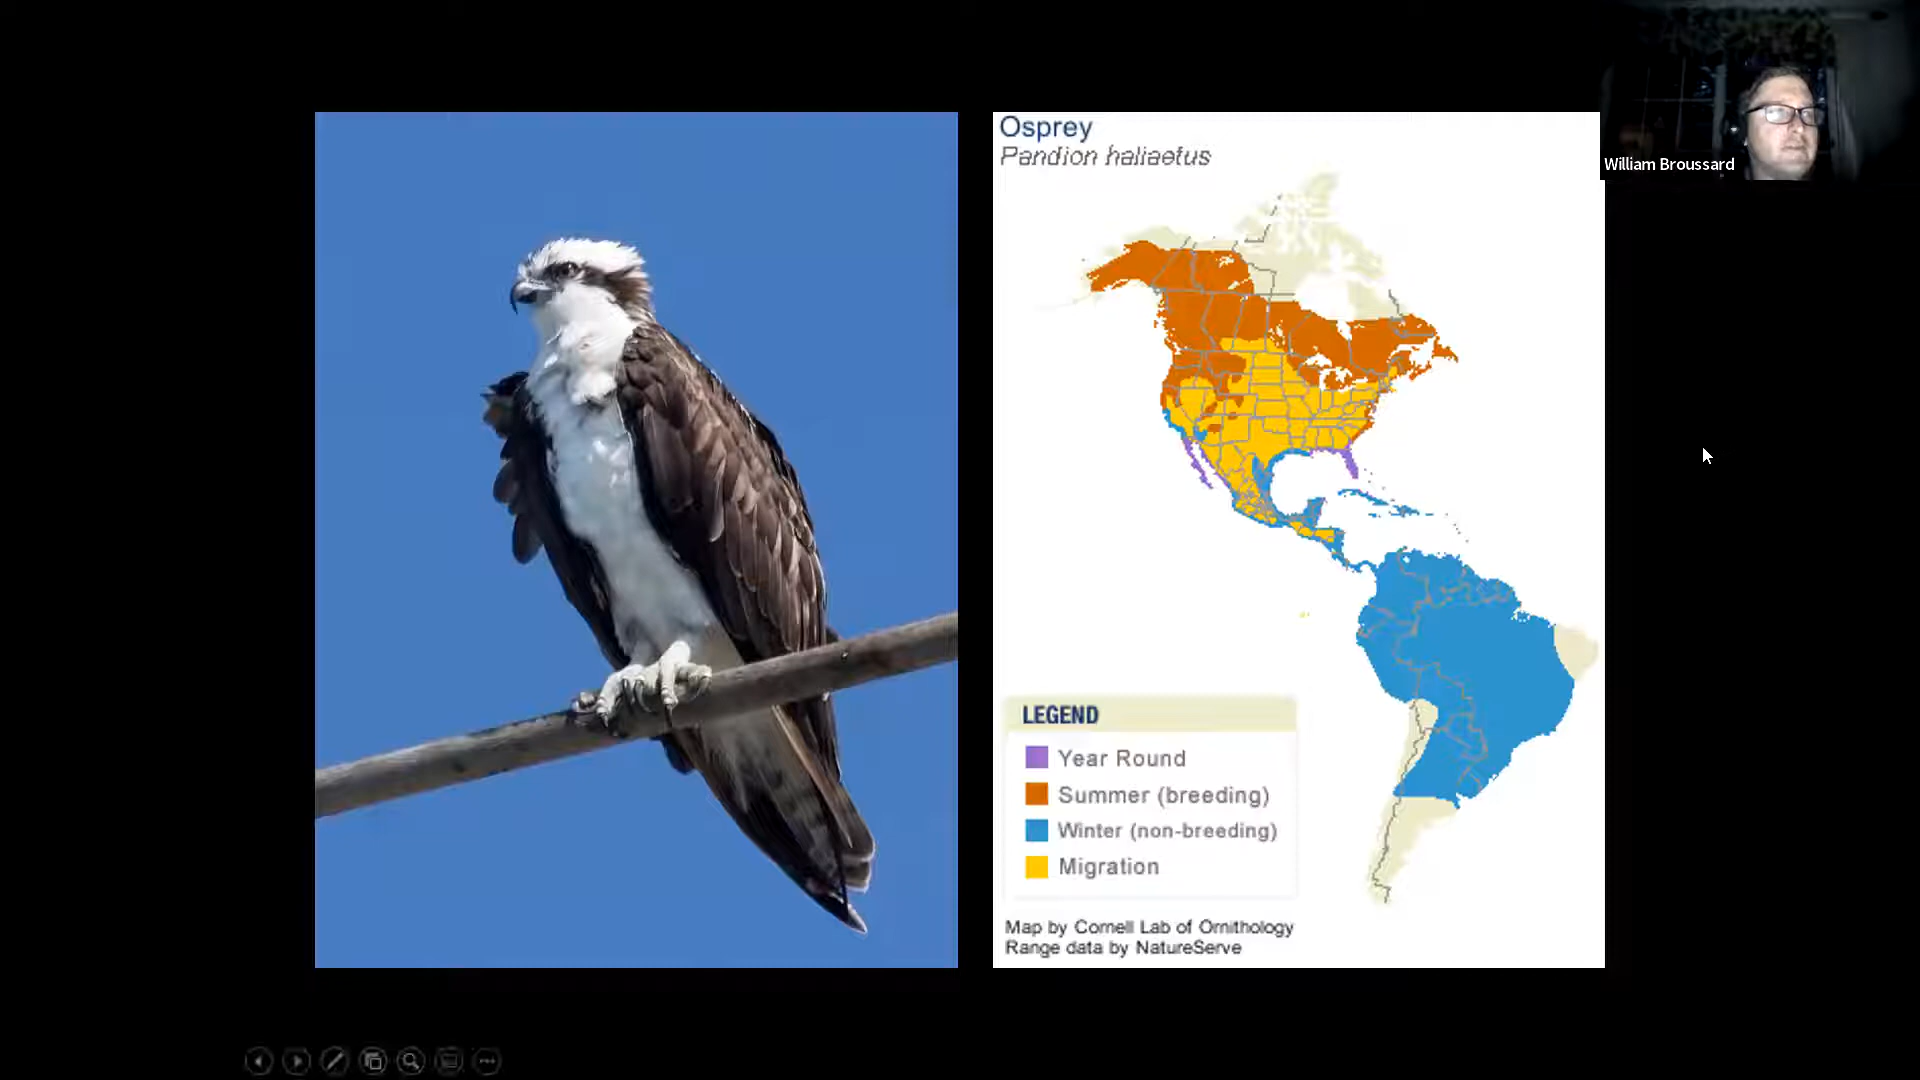 Osprey
Pandion haliaetus
William Broussard
LEGEND
Year Round
Summer (breeding)
Winter (non-breeding)
Migration
Map by Cornell Lab of Ornithology
Range data by NatureServe